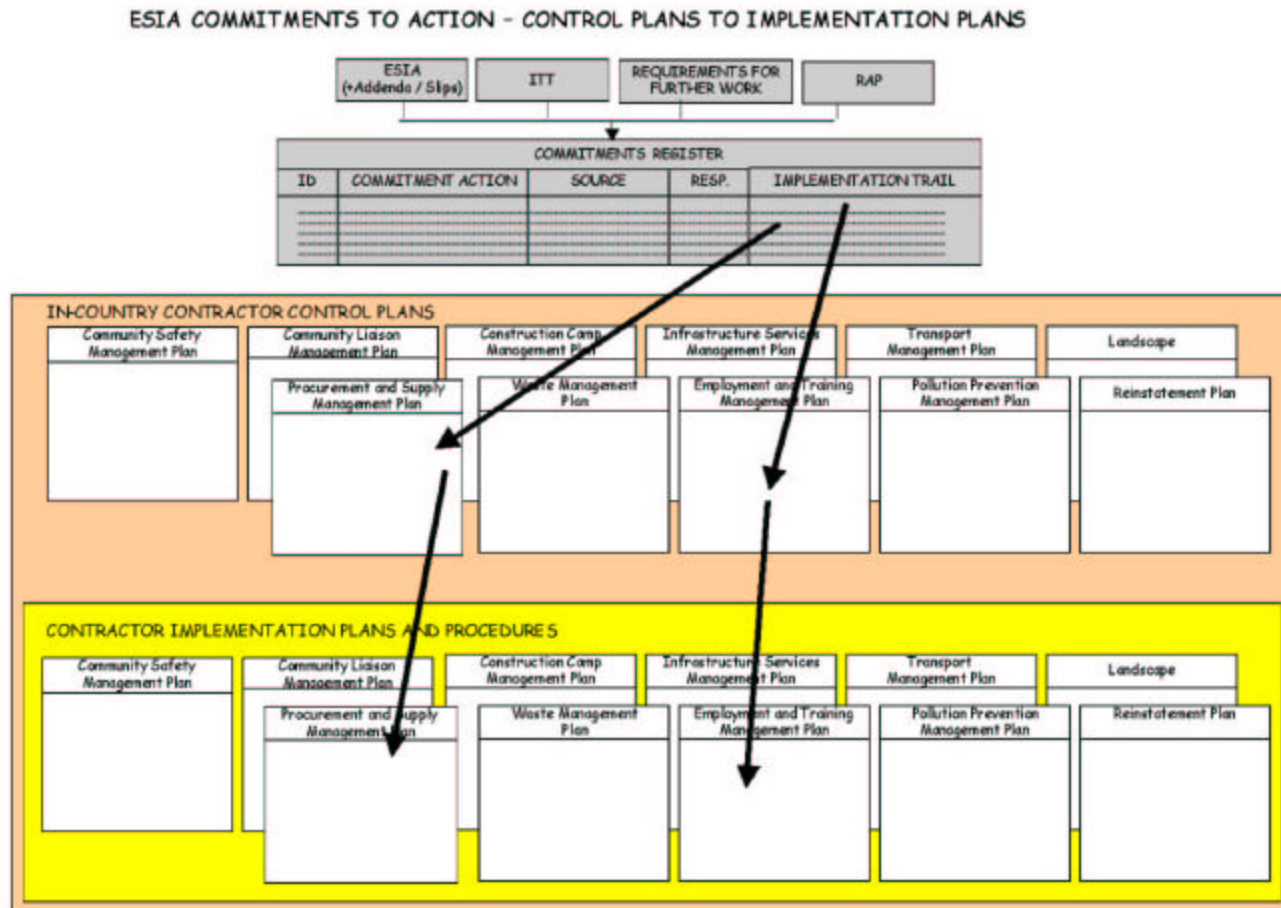 ESIA COMMITMENTS TO ACTION - CONTROL PLANS TO IMPLEMENTATION PLANS
ESIA
(+Addenda / Slips)
ITT
REQUIREMENTS FOR
FURTHER WORK
RAP
COMMITMENTS REGISTER
ID
COMMITMENT ACTION
SOURCE
RESP.
IMPLEMENTATION TRAIL
IN-COUNTRY CONTRACTOR CONTROL PLANS
Community Safety
Management Plan
Community Liaison
Management Plan
Construction Camp
Management Plan
Infrastructure Services
Management Plan
Transport
Management Plan
Landscape
Procurement and Supply
Management Plan
Waste Management
Plan
Employment and Training
Management Plan
Pollution Prevention
Management Plan
Reinstatement Plan
CONTRACTOR IMPLEMENTATION PLANS AND PROCEDURES
Community Safety
Management Plan
Community Liaison
Management Plan
Construction Camp
Management Plan
Infrastructure Services
Management Plan
Transport
Management Plan
Landscape
Procurement and Supply
Management Plan
Waste Management
Plan
Employment and Training
Management Plan
Pollution Prevention
Management Plan
Reinstatement Plan